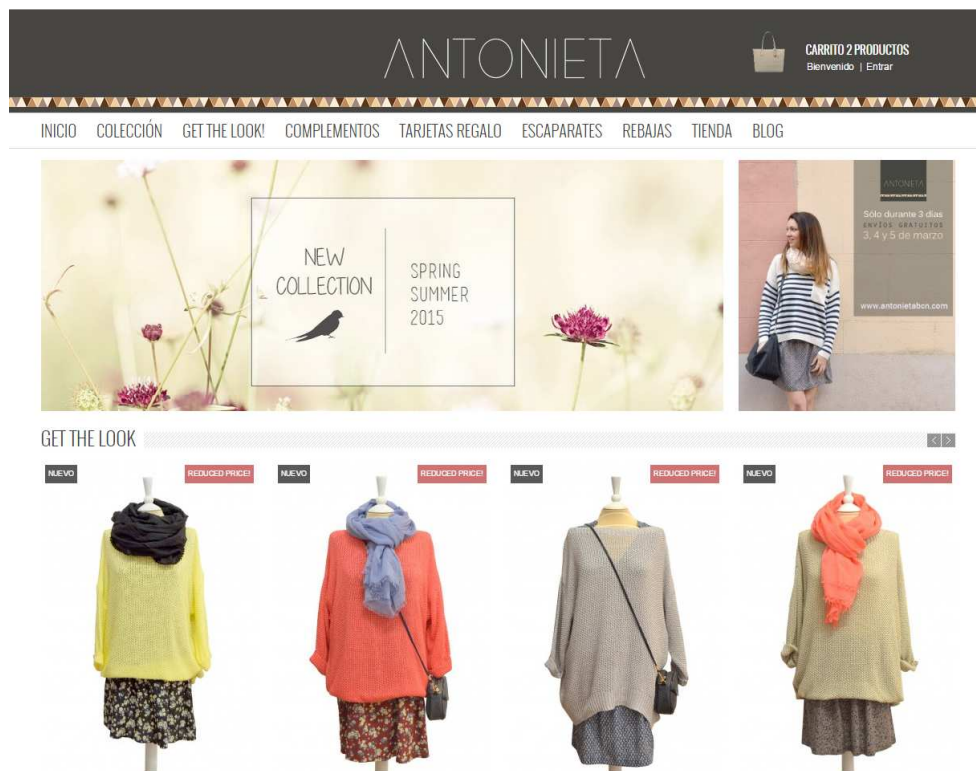 ANTONIETA
CARRITO 2 PRODUCTOS
Bienvenido | Entrar
INICIO COLECCIÓN GET THE LOOK! COMPLEMENTOS TARJETAS REGALO ESCAPARATES REBAJAS TIENDA BLOG
NEW
COLLECTION
SPRING
SUMMER
2015
ANTONIETA
Sólo durante 3 días
ENVÍOS GRATUITOS
3, 4 y 5 de marzo
www.antonietabcn.com
GET THE LOOK
NUEVO REDUCED PRICE!
NUEVO REDUCED PRICE!
NUEVO REDUCED PRICE!
NUEVO REDUCED PRICE!